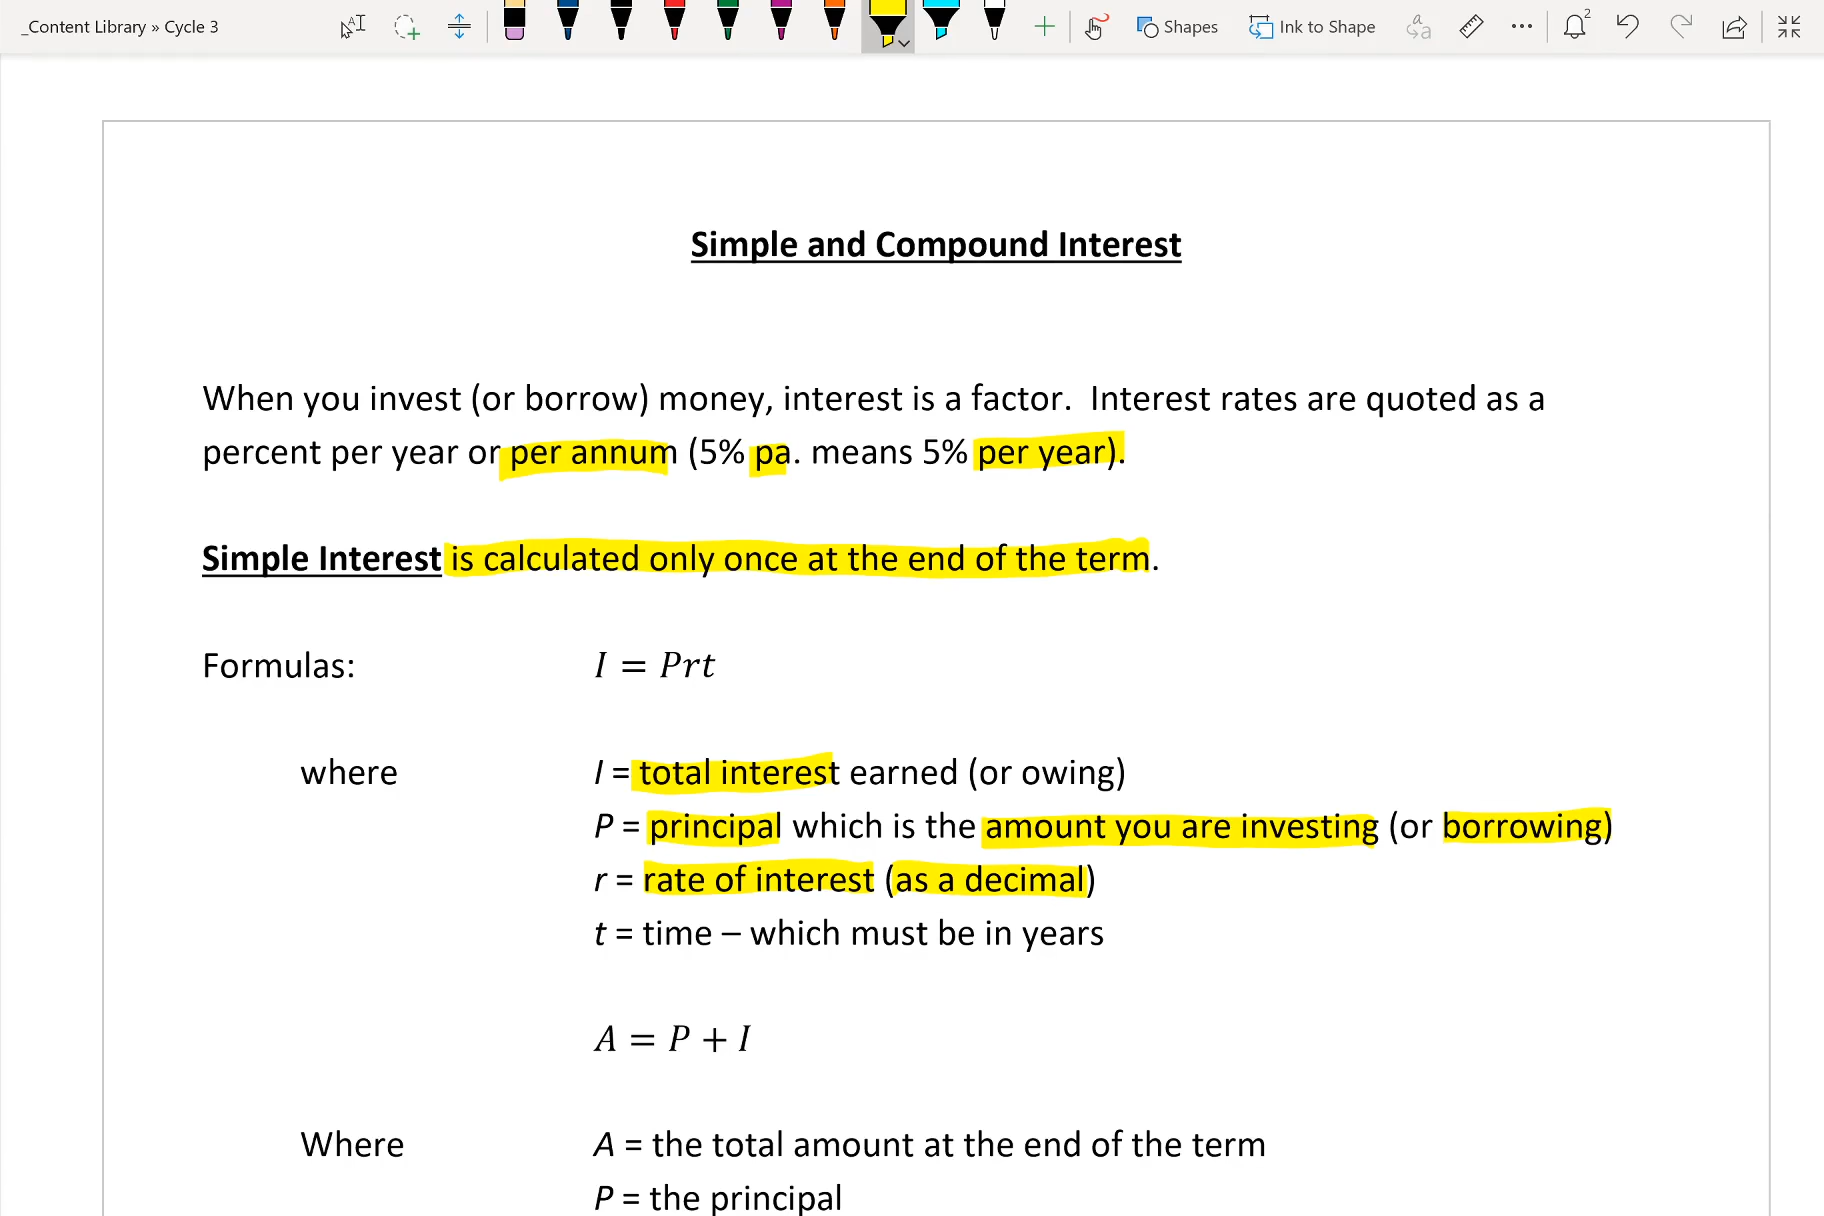 _Content Library » Cycle 3
Shapes
Ink to Shape
2
Simple and Compound Interest
When you invest (or borrow) money, interest is a factor.  Interest rates are quoted as a
percent per year or per annum (5% pa. means 5% per year).
Simple Interest is calculated only once at the end of the term.
Formulas: I = Prt
where I = total interest earned (or owing)
P = principal which is the amount you are investing (or borrowing)
r = rate of interest (as a decimal)
t = time – which must be in years
A = P + I
Where A = the total amount at the end of the term
P = the principal